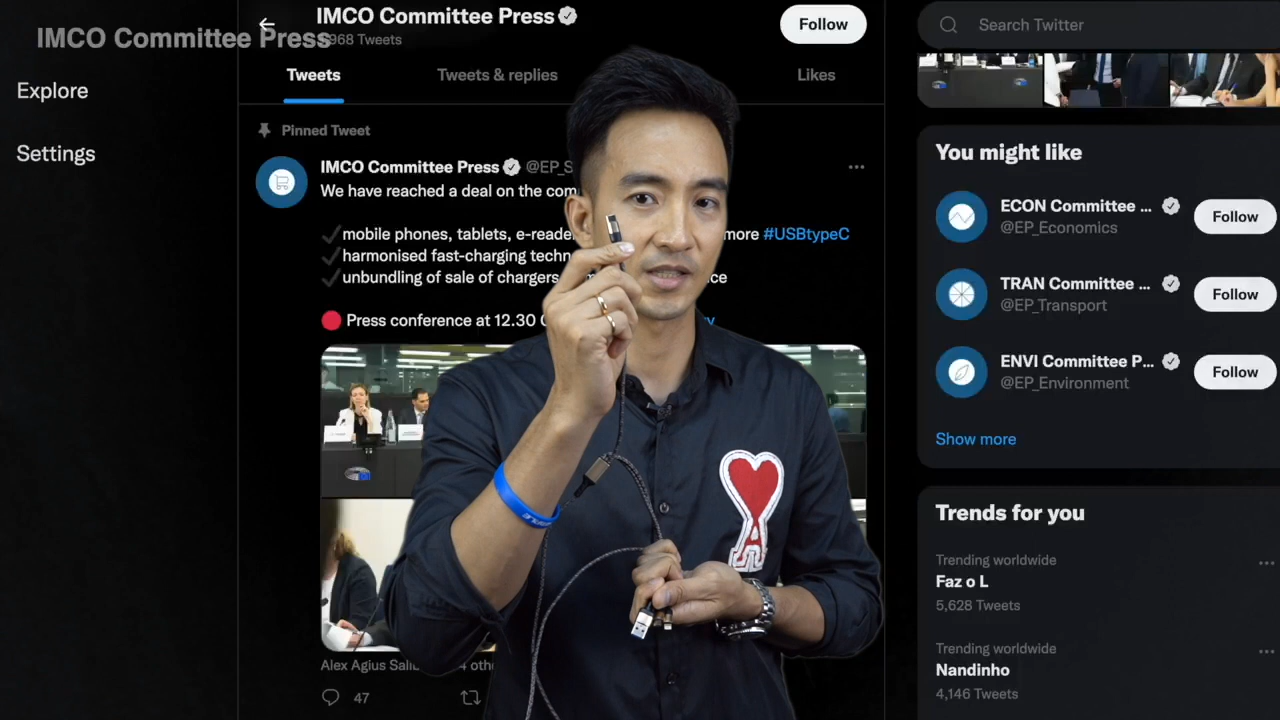 IMCO Committee Press
968 Tweets
Follow
Search Twitter
IMCO Committee Press
Explore
Settings
Tweets
Tweets & replies
Likes
Pinned Tweet
IMCO Committee Press @EP_S
We have reached a deal on the com
mobile phones, tablets, e-reade more #USBtypeC
harmonised fast-charging techn
unbundling of sale of chargers ce
Press conference at 12.30
Alex Agius Sali othe
47
You might like
ECON Committee ...
@EP_Economics
Follow
TRAN Committee ...
@EP_Transport
Follow
ENVI Committee P...
@EP_Environment
Follow
Show more
Trends for you
Trending worldwide
Faz o L
5,628 Tweets
Trending worldwide
Nandinho
4,146 Tweets